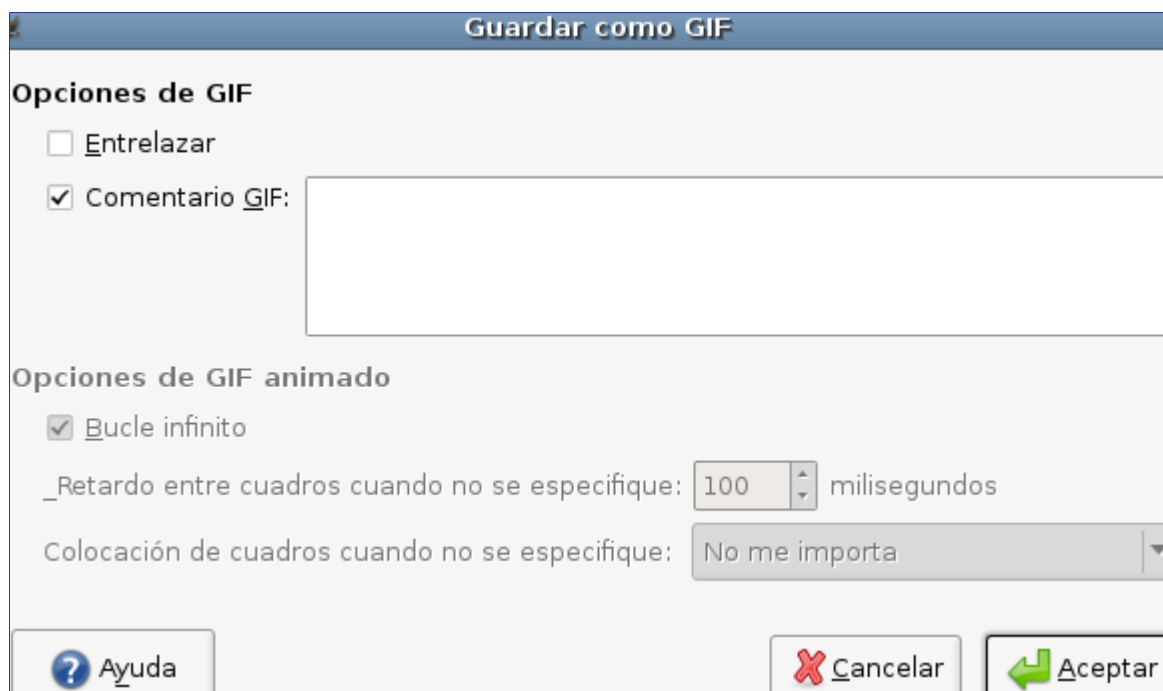 Guardar como GIF
Opciones de GIF
Entrelazar
Comentario GIF:
Opciones de GIF animado
Bucle infinito
_Retardo entre cuadros cuando no se especifique: 100 milisegundos
Colocación de cuadros cuando no se especifique: No me importa
Ayuda Cancelar Aceptar